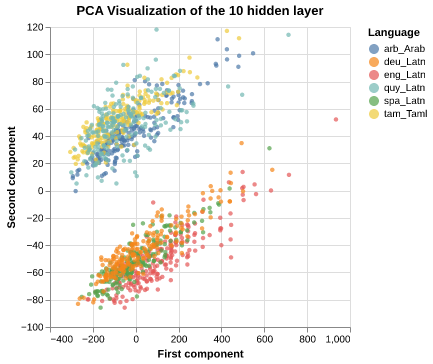 PCA Visualization of the 10 hidden layer
Language
arb_Arab
deu_Latn
eng_Latn
quy_Latn
spa_Latn
tam_Taml
Second component
120
100
80
60
40
20
0
−20
−40
−60
−80
−100
−400 −200 0 200 400 600 800 1,000
First component